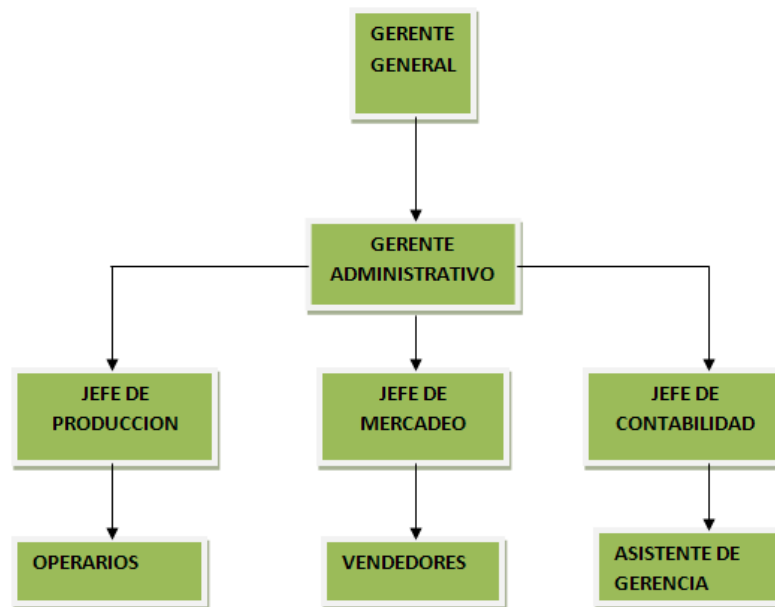 GERENTE
GENERAL
GERENTE
ADMINISTRATIVO
JEFE DE
PRODUCCION
JEFE DE
MERCADEO
JEFE DE
CONTABILIDAD
OPERARIOS
VENDEDORES
ASISTENTE DE
GERENCIA